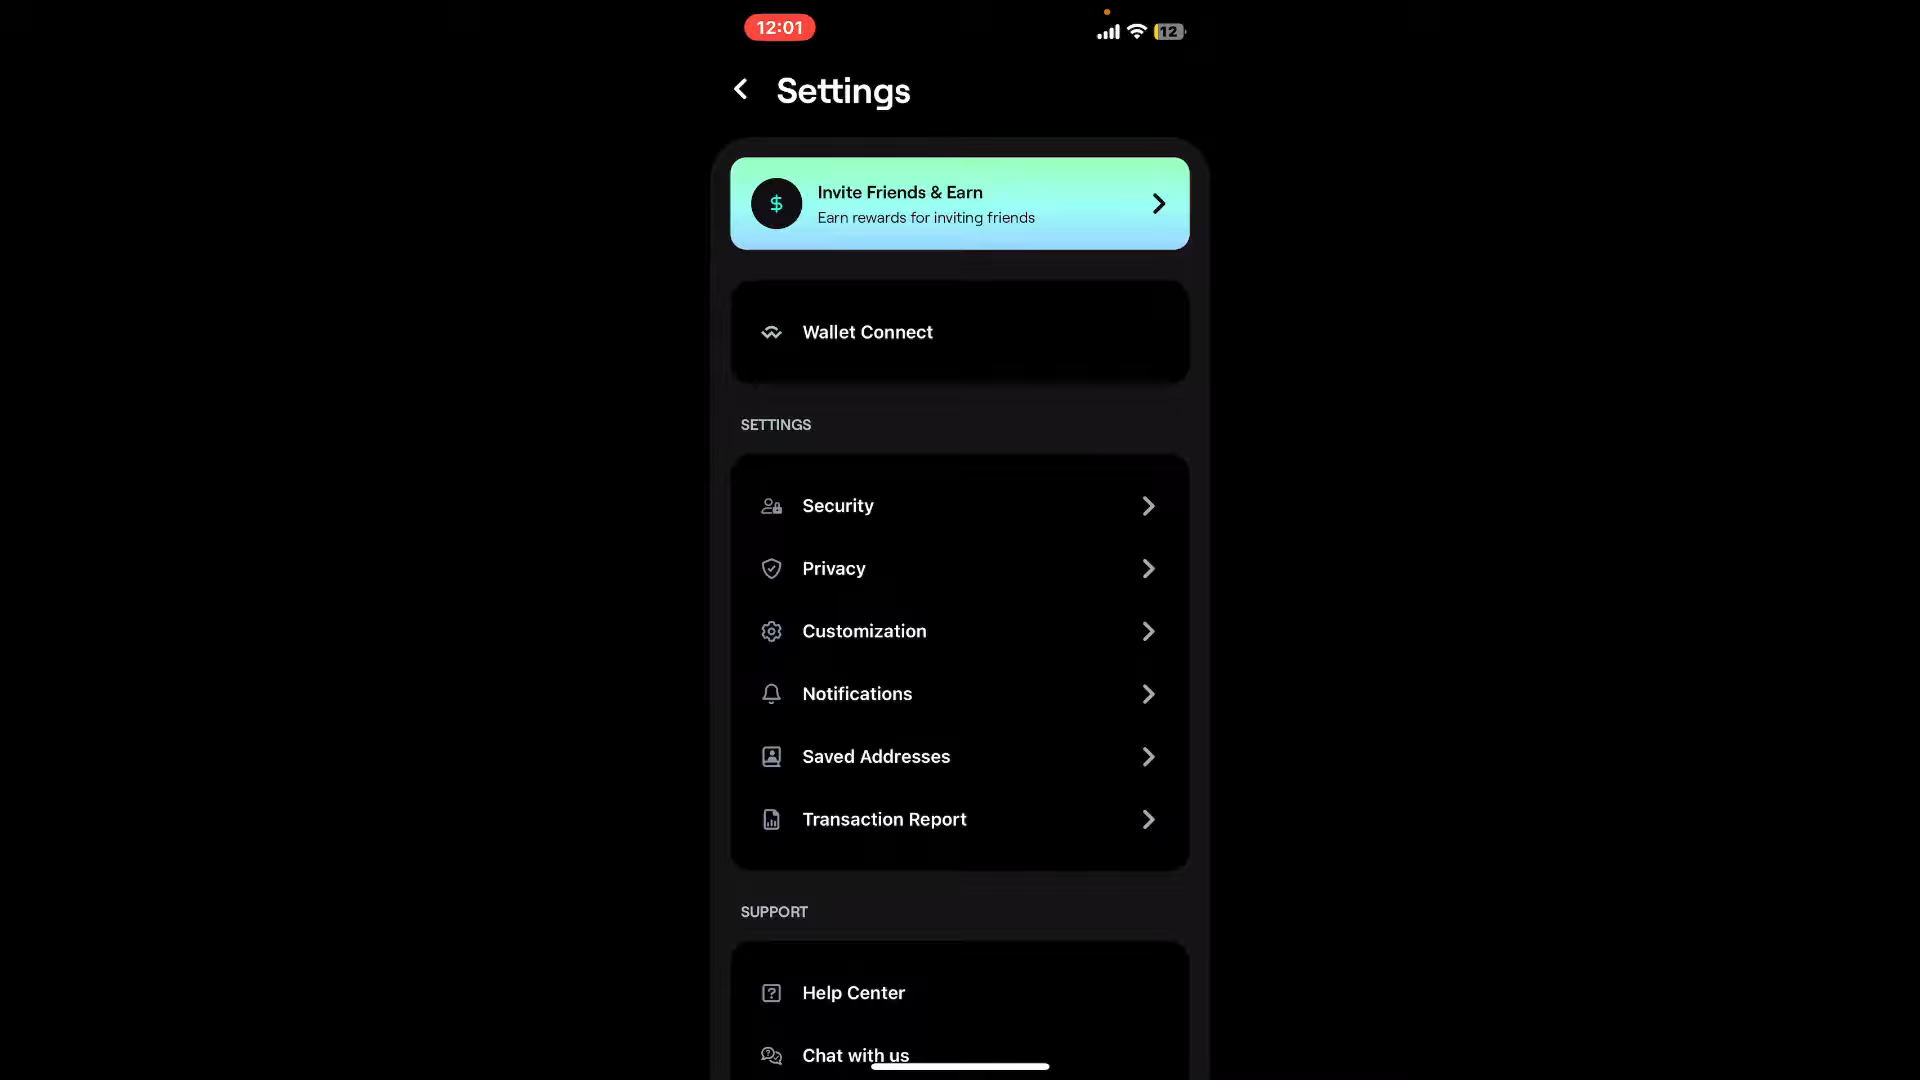 12:01
12
Settings
$
Invite Friends & Earn
Earn rewards for inviting friends
Wallet Connect
SETTINGS
Security
Privacy
Customization
Notifications
Saved Addresses
Transaction Report
SUPPORT
Help Center
Chat with us